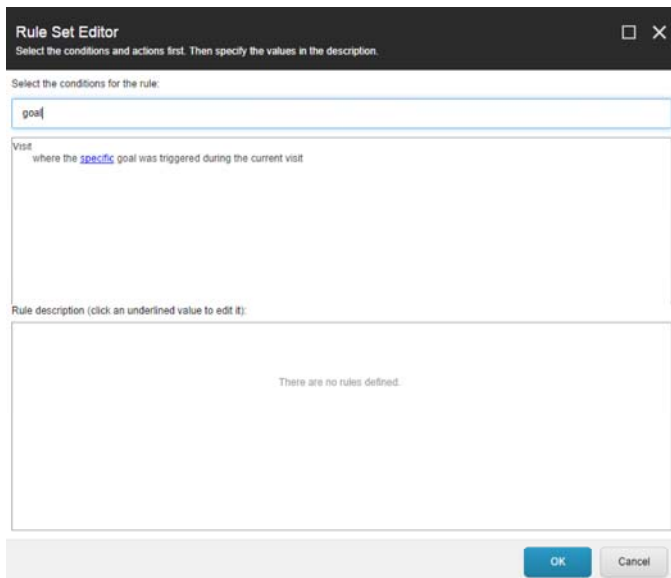 Rule Set Editor
Select the conditions and actions first. Then specify the values in the description.
Select the conditions for the rule:
goal
Visit
where the specific goal was triggered during the current visit
Rule description (click an underlined value to edit it):
There are no rules defined.
OK Cancel